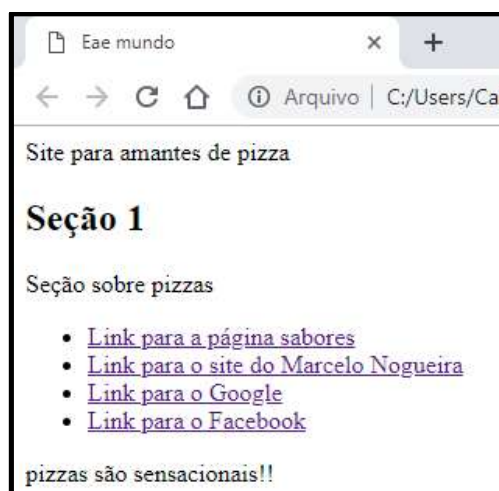 Eae mundo
Arquivo | C:/Users/Ca
Site para amantes de pizza
Seção 1
Seção sobre pizzas
Link para a página sabores
Link para o site do Marcelo Nogueira
Link para o Google
Link para o Facebook
pizzas são sensacionais!!